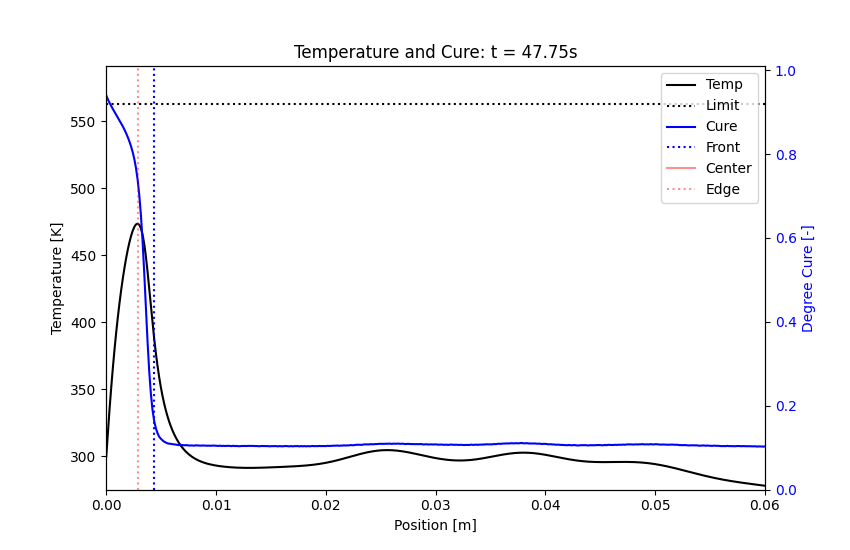 Temperature and Cure: t = 47.75s
Temp
Limit
Cure
Front
Center
Edge
550
500
450
400
350
300
Temperature [K]
1.0
0.8
0.6
0.4
0.2
0.0
Degree Cure [-]
0.00 0.01 0.02 0.03 0.04 0.05 0.06
Position [m]